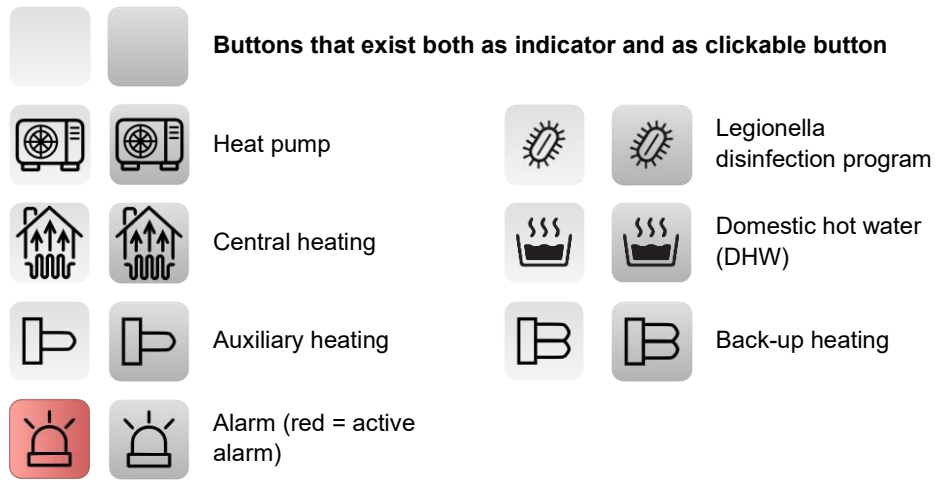 Buttons that exist both as indicator and as clickable button
Heat pump
Legionella
disinfection program
Central heating
Domestic hot water
(DHW)
Auxiliary heating
Back-up heating
Alarm (red = active
alarm)